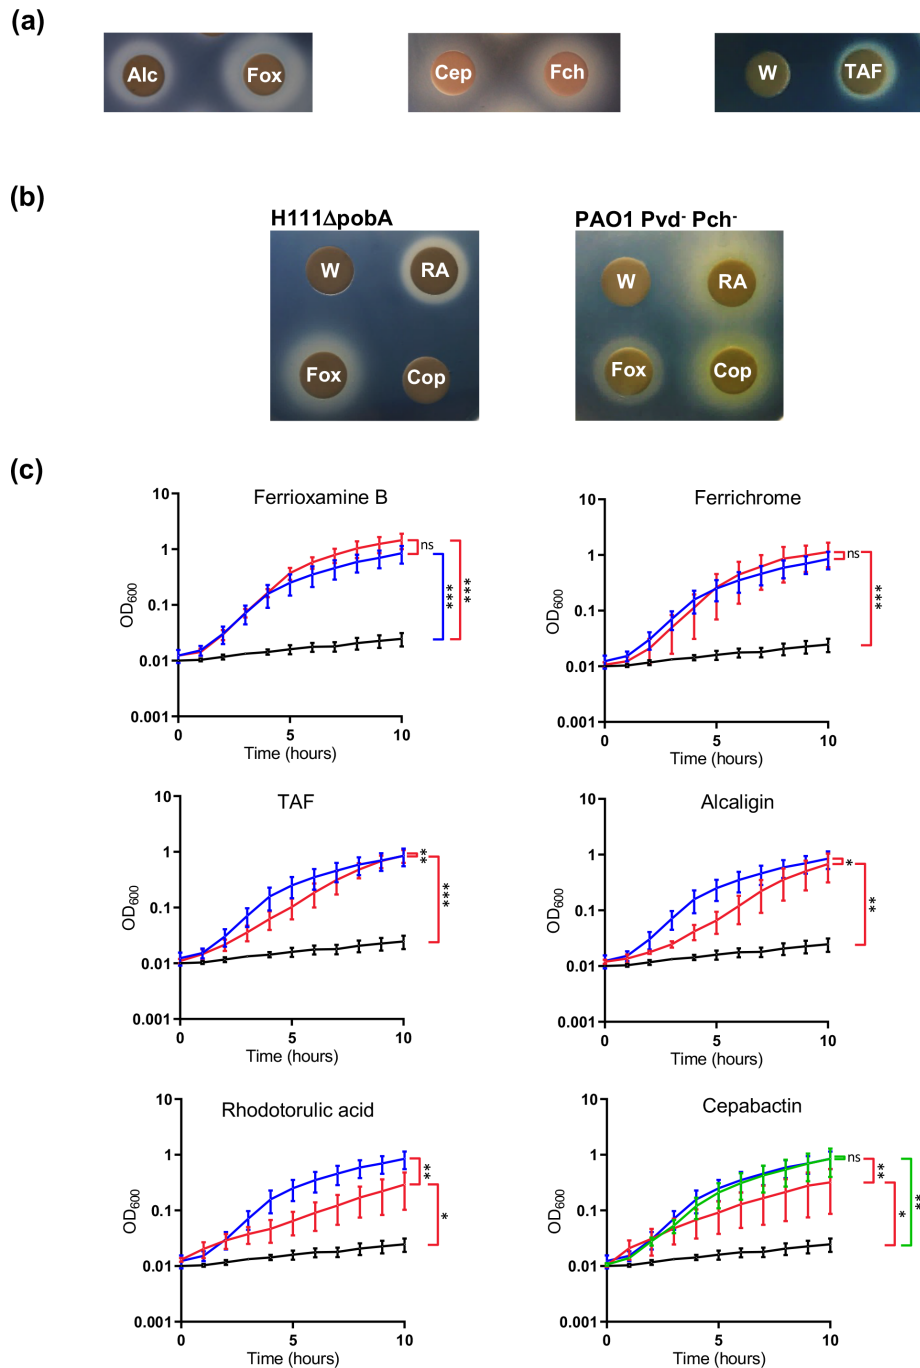 (a)
Alc Fox Cep Fch W TAF
(b)
H111ΔpobA PAO1 Pvd- Pch-
W RA W RA
Fox Cop Fox Cop
(c)
Ferrioxamine B
10
1
0.1
0.01
0.001
OD600
0 5 10
Time (hours)
ns
***
***
Ferrichrome
10
1
0.1
0.01
0.001
OD600
0 5 10
Time (hours)
ns
***
TAF
10
1
0.1
0.01
0.001
OD600
0 5 10
Time (hours)
**
***
Alcaligin
10
1
0.1
0.01
0.001
OD600
0 5 10
Time (hours)
*
**
Rhodotorulic acid
10
1
0.1
0.01
0.001
OD600
0 5 10
Time (hours)
**
*
Cepabactin
10
1
0.1
0.01
0.001
OD600
0 5 10
Time (hours)
ns
**
*
**